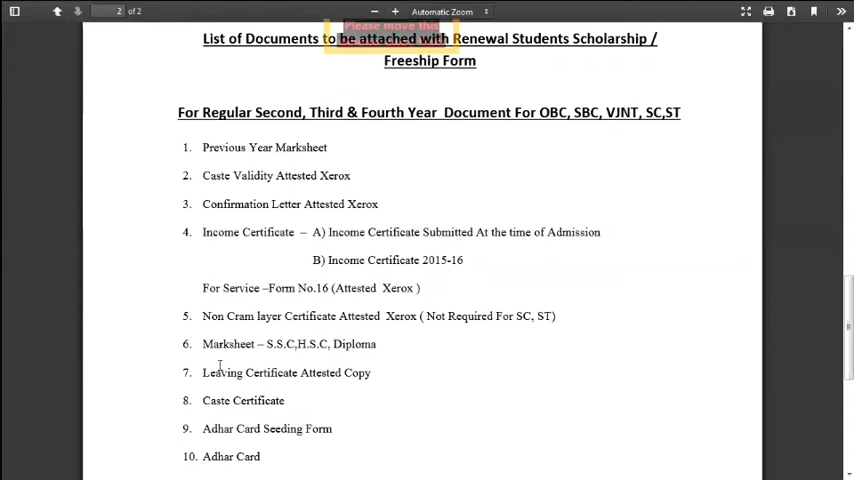 2 of 2
Automatic Zoom
Please move this
List of Documents to be attached with Renewal Students Scholarship /
Freeship Form
For Regular Second, Third & Fourth Year Document For OBC, SBC, VJNT, SC,ST
1. Previous Year Marksheet
2. Caste Validity Attested Xerox
3. Confirmation Letter Attested Xerox
4. Income Certificate – A) Income Certificate Submitted At the time of Admission
B) Income Certificate 2015-16
For Service –Form No.16 (Attested Xerox )
5. Non Cram layer Certificate Attested Xerox ( Not Required For SC, ST)
6. Marksheet – S.S.C,H.S.C, Diploma
7. Leaving Certificate Attested Copy
8. Caste Certificate
9. Adhar Card Seeding Form
10. Adhar Card